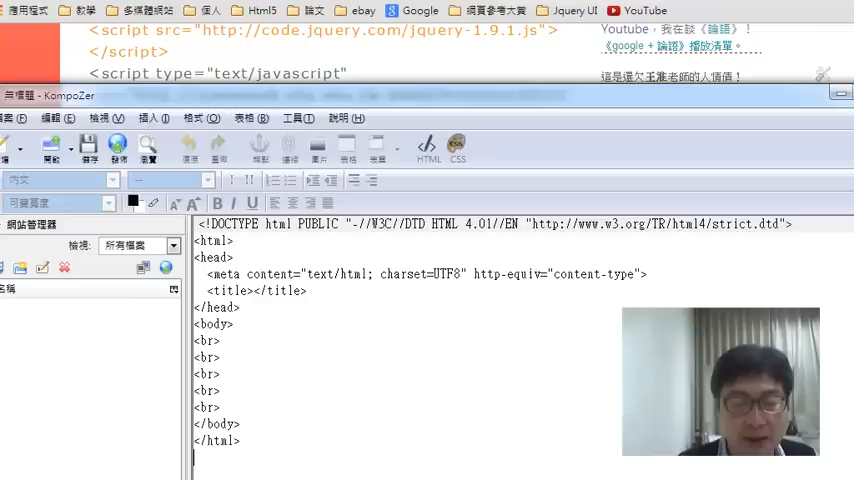 應用程式 教學 多媒體網站 個人 Html5 論文 ebay Google 網頁參考大賞 Jquery UI YouTube
<script src="http://code.jquery.com/jquery-1.9.1.js">
</script>
<script type="text/javascript"
Youtube，我在談《論語》！
《google + 論語》播放清單。
這是還欠王淮老師的人情價！
無標題 - KompoZer
檔案(F) 編輯(E) 檢視(V) 插入(I) 格式(O) 表格(B) 工具(T) 說明(H)
開啟 儲存 發佈 瀏覽 復原 重做 錨點 連結 圖片 表格 表單 HTML CSS
內文
可變寬度
B I U
網站管理器
檢視: 所有檔案
名稱
<!DOCTYPE html PUBLIC "-//W3C//DTD HTML 4.01//EN "http://www.w3.org/TR/html4/strict.dtd">
<html>
<head>
<meta content="text/html; charset=UTF8" http-equiv="content-type">
<title></title>
</head>
<body>
<br>
<br>
<br>
<br>
<br>
</body>
</html>